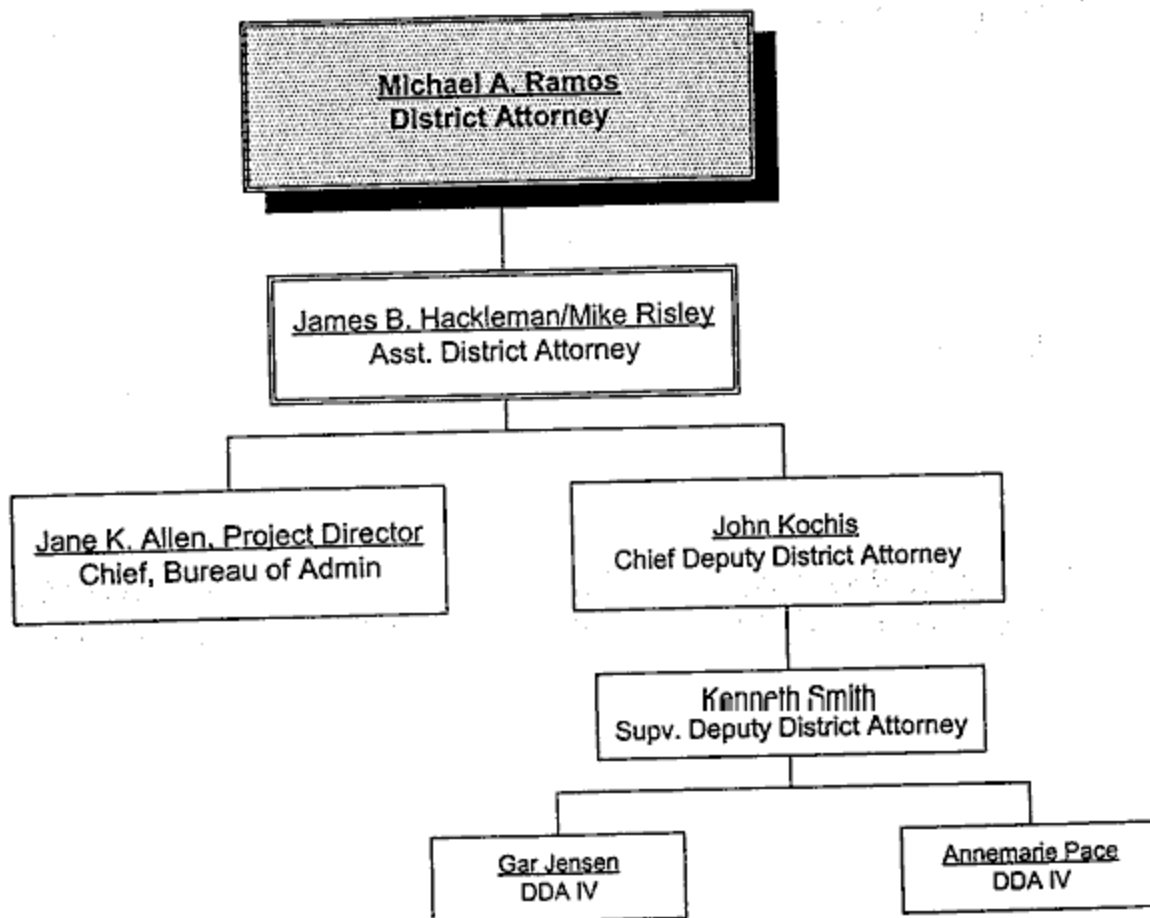 Michael A. Ramos
District Attorney
James B. Hackleman/Mike Risley
Asst. District Attorney
Jane K. Allen, Project Director
Chief, Bureau of Admin
John Kochis
Chief Deputy District Attorney
Kenneth Smith
Supv. Deputy District Attorney
Gar Jensen
DDA IV
Annemarie Pace
DDA IV